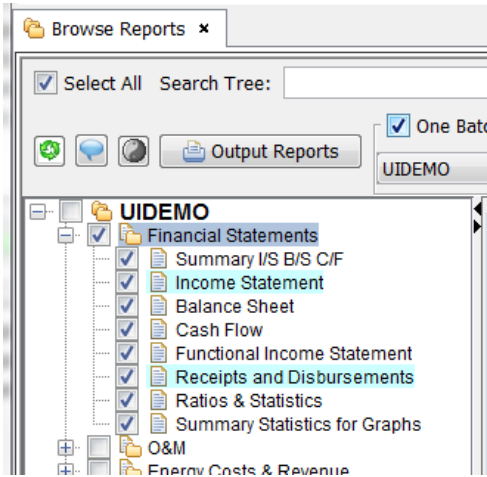 Browse Reports ×
Select All Search Tree:
One Batc
Output Reports
UIDEMO
UIDEMO
Financial Statements
Summary I/S B/S C/F
Income Statement
Balance Sheet
Cash Flow
Functional Income Statement
Receipts and Disbursements
Ratios & Statistics
Summary Statistics for Graphs
O&M
Energy Costs & Revenue